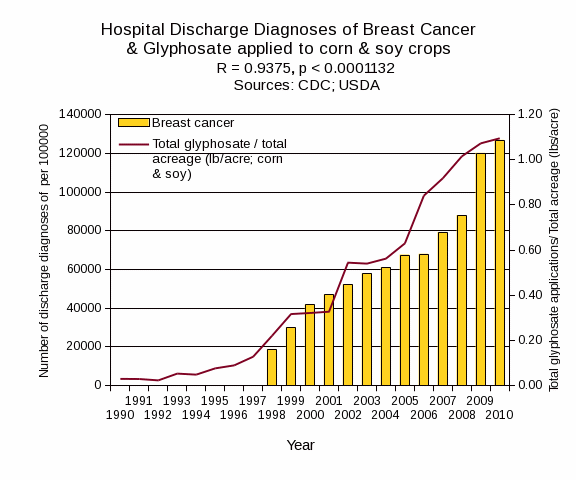 Hospital Discharge Diagnoses of Breast Cancer
& Glyphosate applied to corn & soy crops
R = 0.9375, p < 0.0001132
Sources: CDC; USDA
Number of discharge diagnoses of per 100000
140000
120000
100000
80000
60000
40000
20000
0
Breast cancer
Total glyphosate / total
acreage (lb/acre; corn
& soy)
1.20
1.00
0.80
0.60
0.40
0.20
0.00
Total glyphosate applications/ Total acreage (lbs/acre)
1991 1993 1995 1997 1999 2001 2003 2005 2007 2009
1990 1992 1994 1996 1998 2000 2002 2004 2006 2008 2010
Year